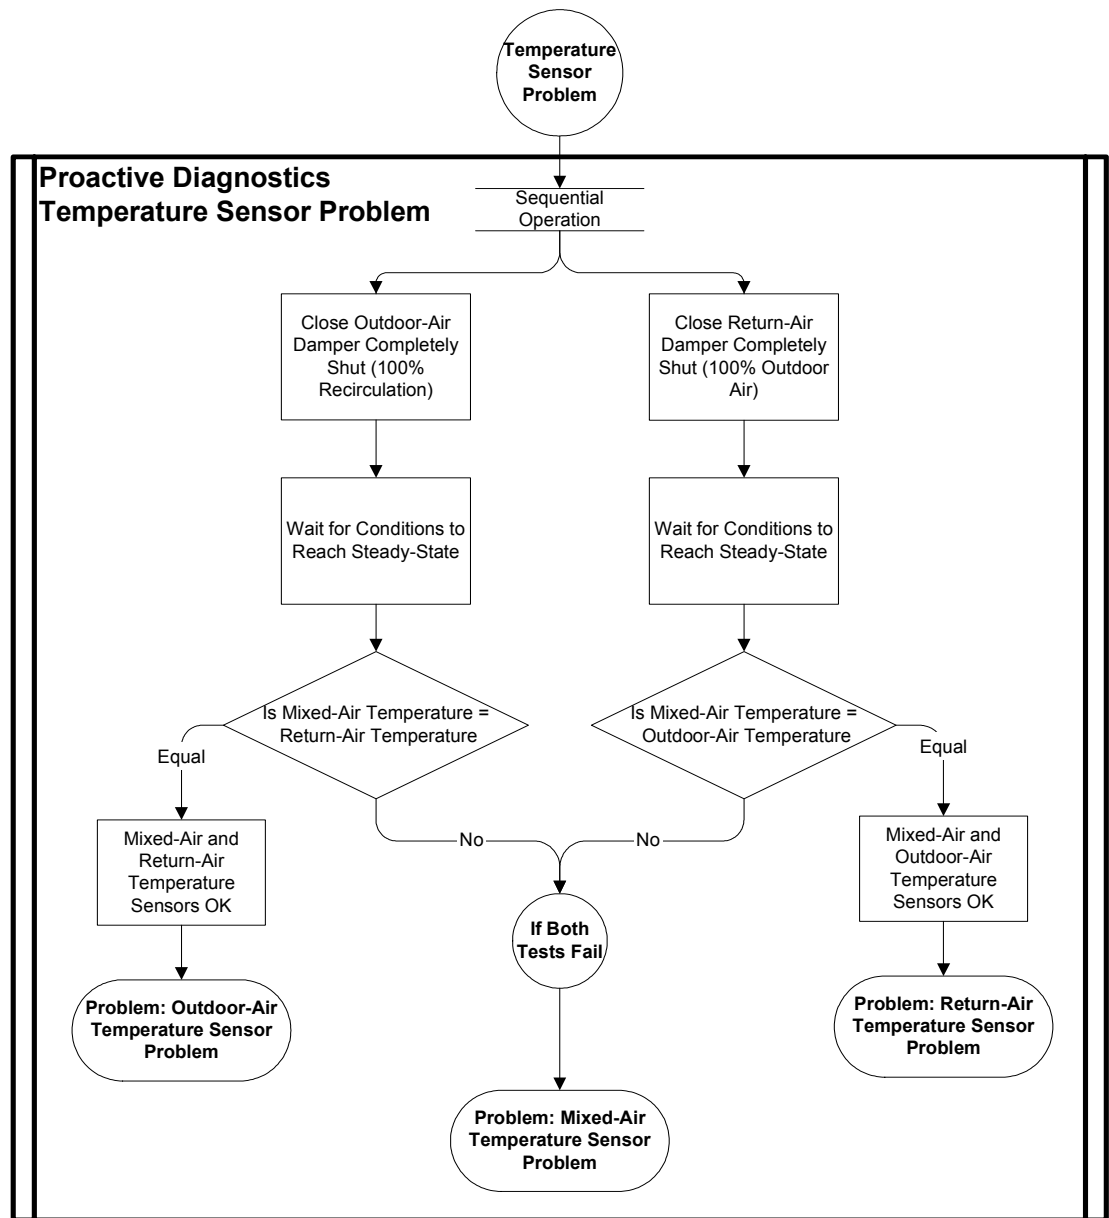 Temperature
Sensor
Problem
Proactive Diagnostics
Temperature Sensor Problem
Sequential
Operation
Close Outdoor-Air
Damper Completely
Shut (100%
Recirculation)
Close Return-Air
Damper Completely
Shut (100% Outdoor
Air)
Wait for Conditions to
Reach Steady-State
Wait for Conditions to
Reach Steady-State
Is Mixed-Air Temperature =
Return-Air Temperature
Is Mixed-Air Temperature =
Outdoor-Air Temperature
Equal
Equal
No
No
Mixed-Air and
Return-Air
Temperature
Sensors OK
Mixed-Air and
Outdoor-Air
Temperature
Sensors OK
If Both
Tests Fail
Problem: Outdoor-Air
Temperature Sensor
Problem
Problem: Return-Air
Temperature Sensor
Problem
Problem: Mixed-Air
Temperature Sensor
Problem